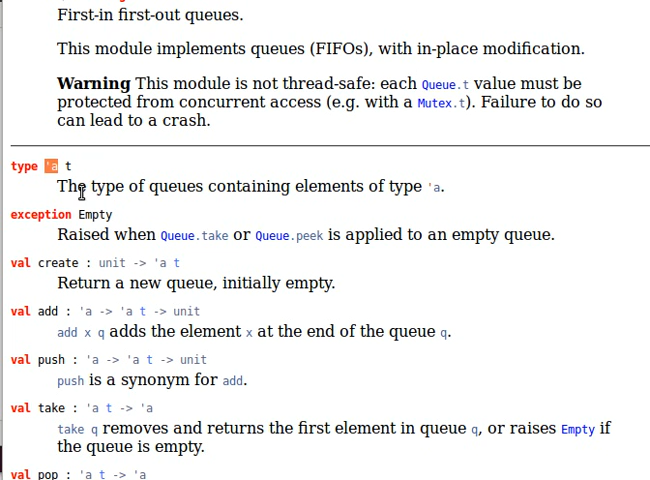 First-in first-out queues.
This module implements queues (FIFOs), with in-place modification.
Warning This module is not thread-safe: each Queue.t value must be
protected from concurrent access (e.g. with a Mutex.t). Failure to do so
can lead to a crash.
type 'a t
The type of queues containing elements of type 'a.
exception Empty
Raised when Queue.take or Queue.peek is applied to an empty queue.
val create : unit -> 'a t
Return a new queue, initially empty.
val add : 'a -> 'a t -> unit
add x q adds the element x at the end of the queue q.
val push : 'a -> 'a t -> unit
push is a synonym for add.
val take : 'a t -> 'a
take q removes and returns the first element in queue q, or raises Empty if
the queue is empty.
val pop : 'a t -> 'a